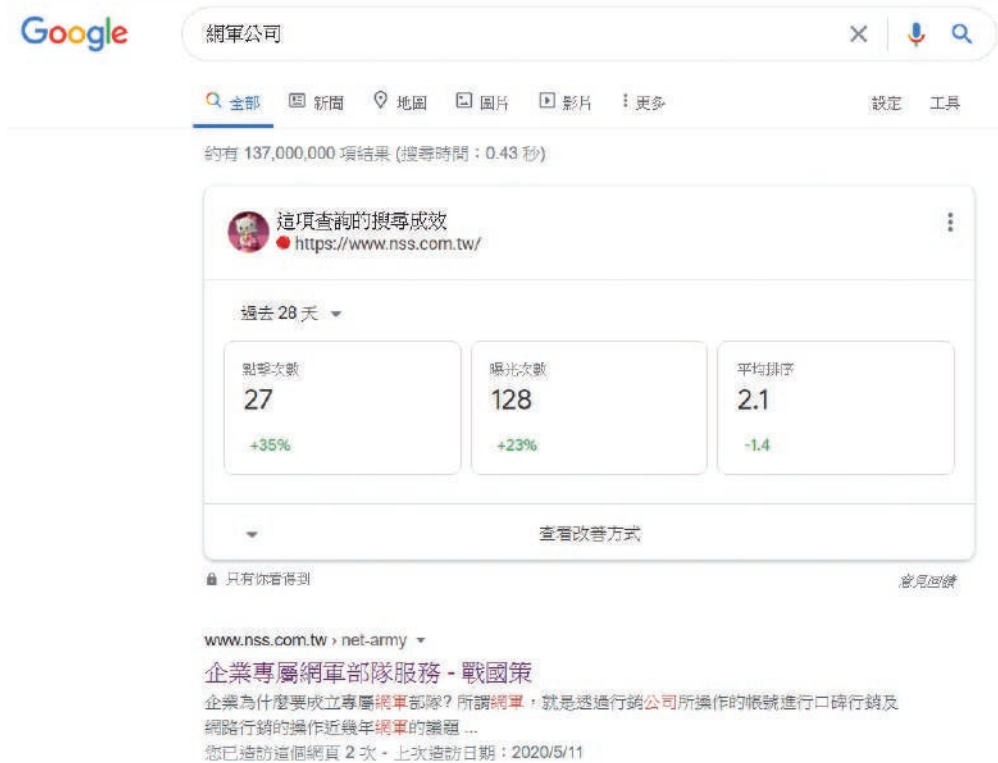 Google
網軍公司
全部 新聞 地圖 圖片 影片 更多 設定 工具
約有 137,000,000 項結果 (搜尋時間：0.43 秒)
這項查詢的搜尋成效
https://www.nss.com.tw/
過去 28 天
點擊次數 曝光次數 平均排序
27 128 2.1
+35% +23% -1.4
查看改善方式
只有你看得到 意見回饋
www.nss.com.tw › net-army
企業專屬網軍部隊服務 - 戰國策
企業為什麼要成立專屬網軍部隊? 所謂網軍，就是透過行銷公司所操作的帳號進行口碑行銷及
網路行銷的操作近幾年網軍的議題 ...
您已造訪這個網頁 2 次。上次造訪日期：2020/5/11